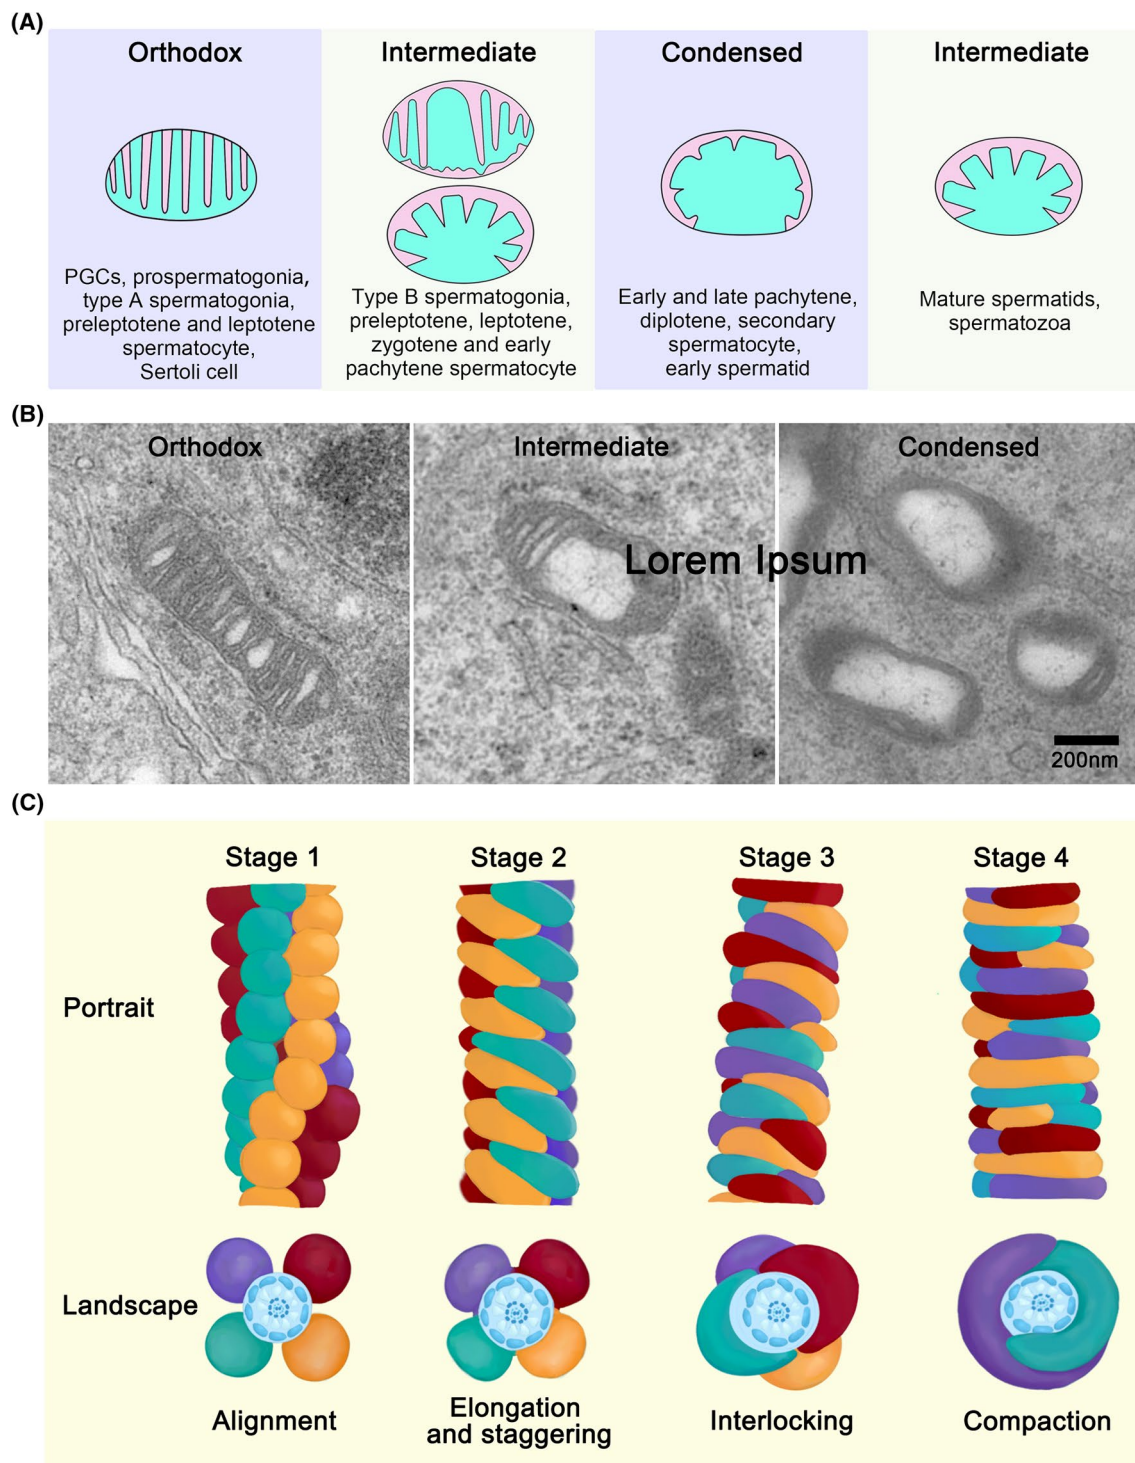 (A)
Orthodox
Intermediate
Condensed
Intermediate
PGCs, prospermatogonia,
type A spermatogonia,
preleptotene and leptotene
spermatocyte,
Sertoli cell
Type B spermatogonia,
preleptotene, leptotene,
zygotene and early
pachytene spermatocyte
Early and late pachytene,
diplotene, secondary
spermatocyte,
early spermatid
Mature spermatids,
spermatozoa
(B)
Orthodox
Intermediate
Condensed
Lorem Ipsum
200nm
(C)
Stage 1
Stage 2
Stage 3
Stage 4
Portrait
Landscape
Alignment
Elongation
and staggering
Interlocking
Compaction